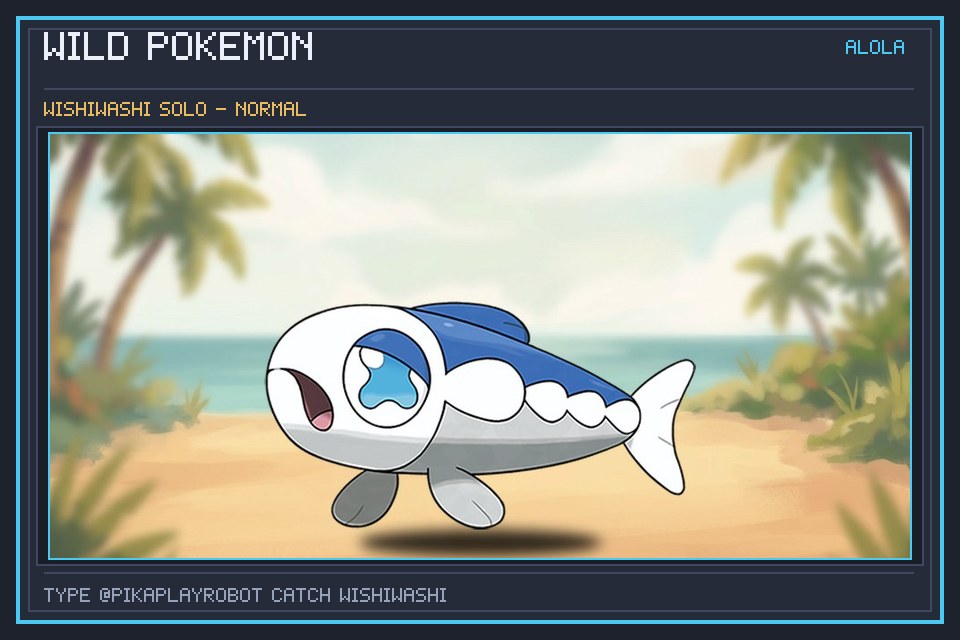 WILD POKEMON
ALOLA
WISHIWASHI SOLO - NORMAL
TYPE @PIKAPLAYROBOT CATCH WISHIWASHI